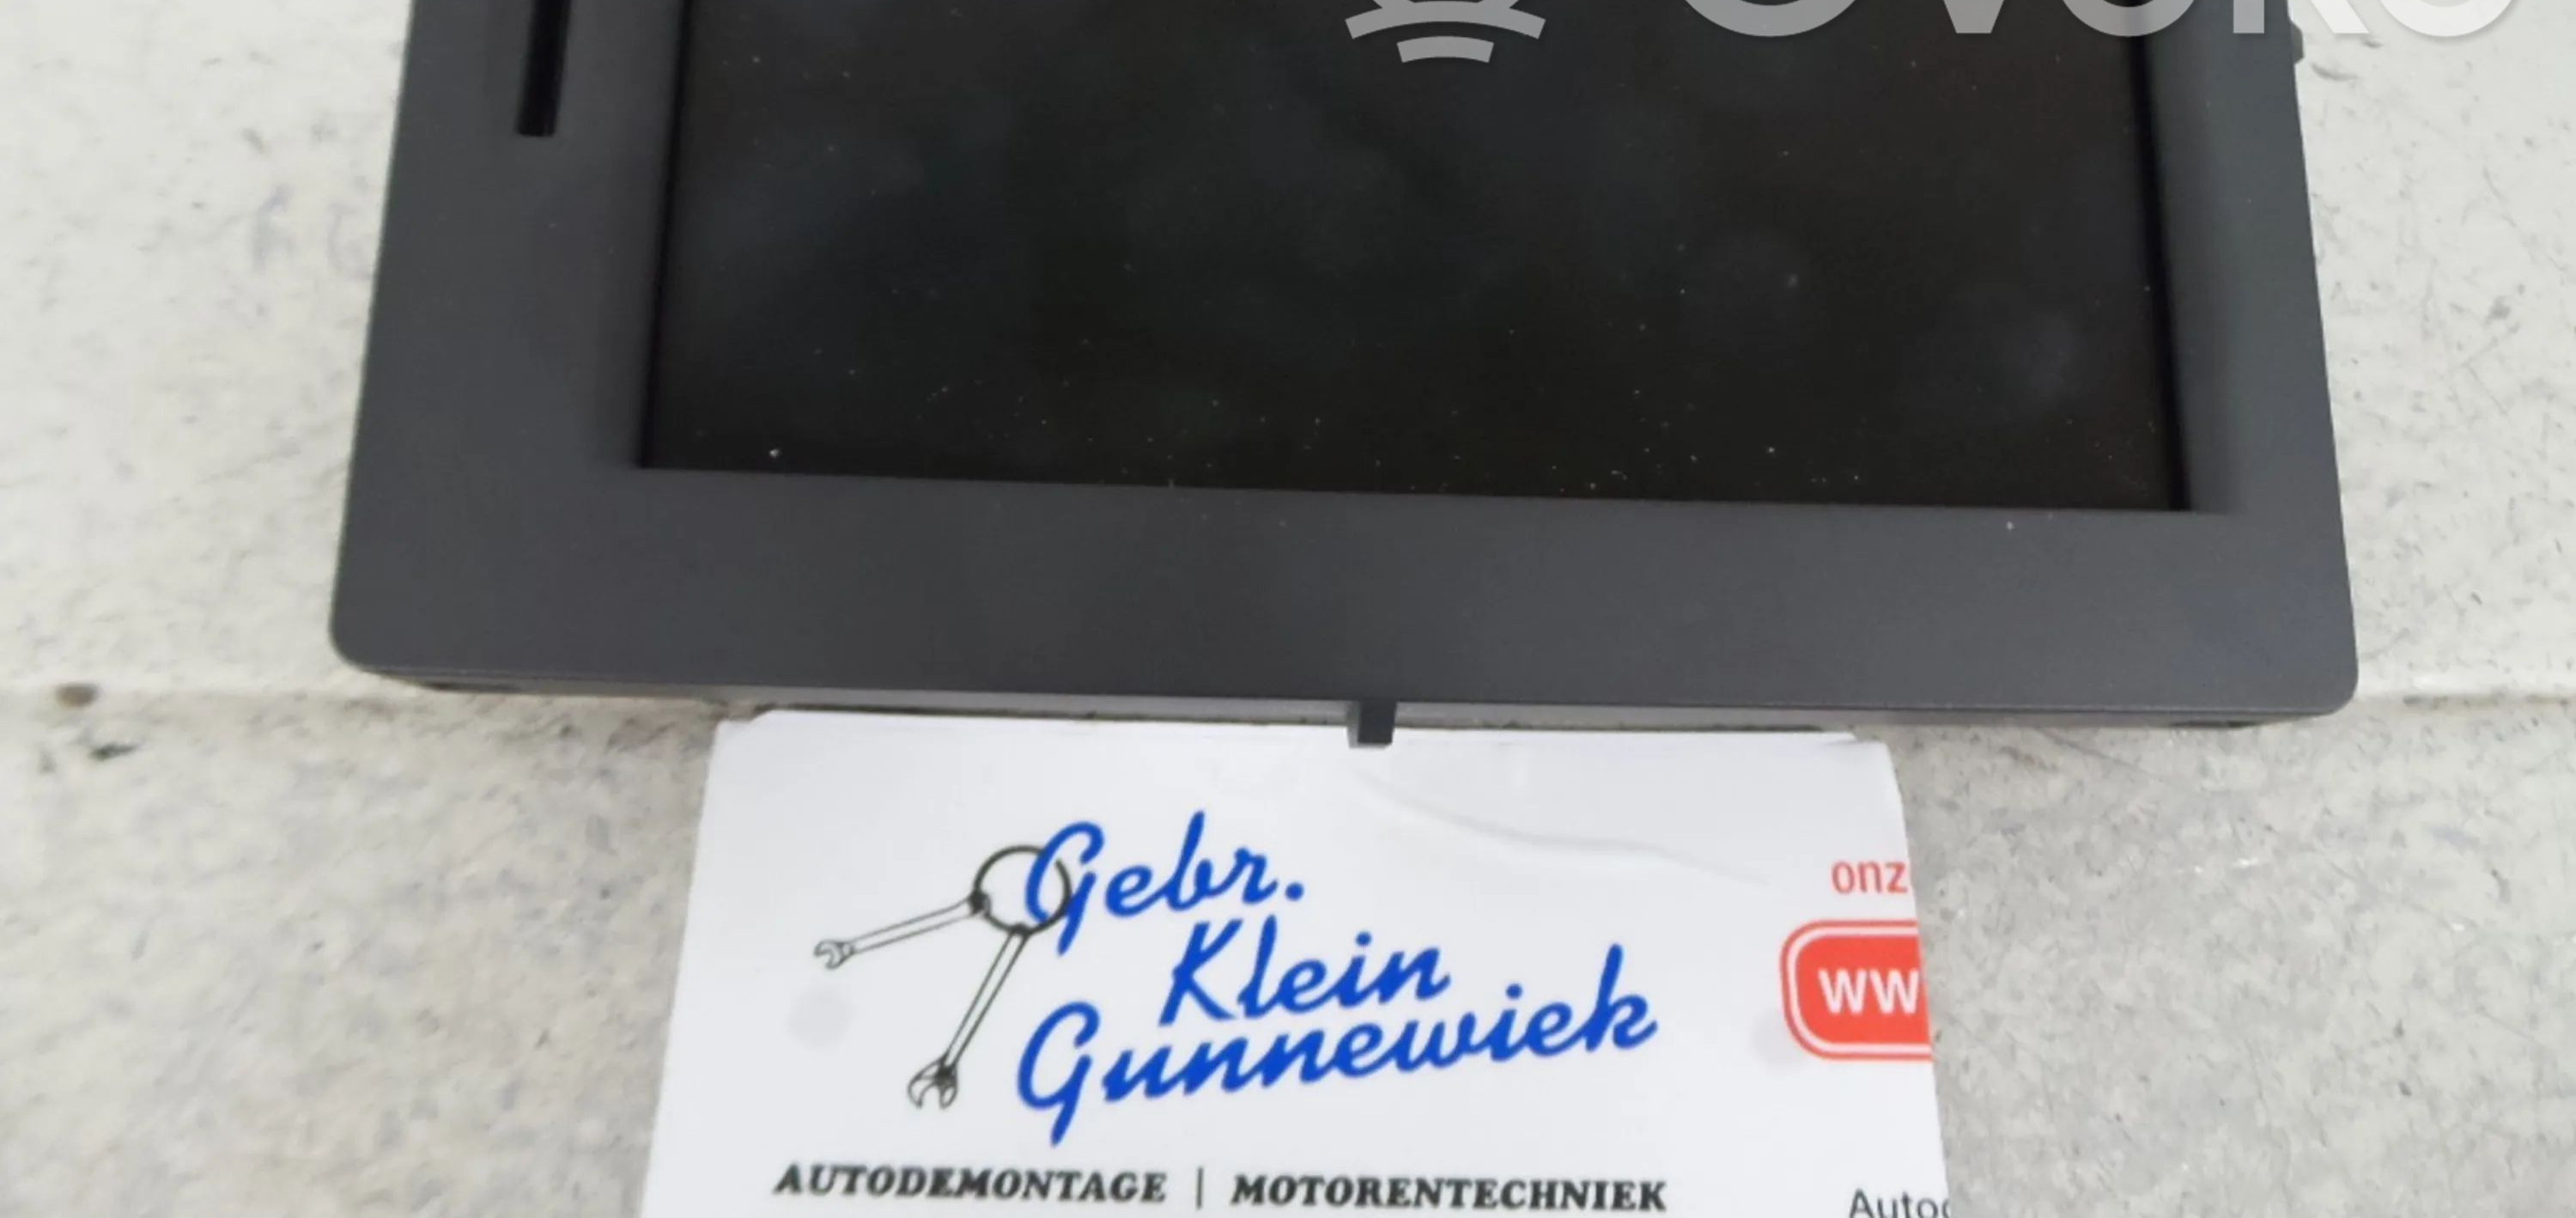 Gebr.
Klein
Gunnewiek
onz
ww
AUTODEMONTAGE | MOTORENTECHNIEK